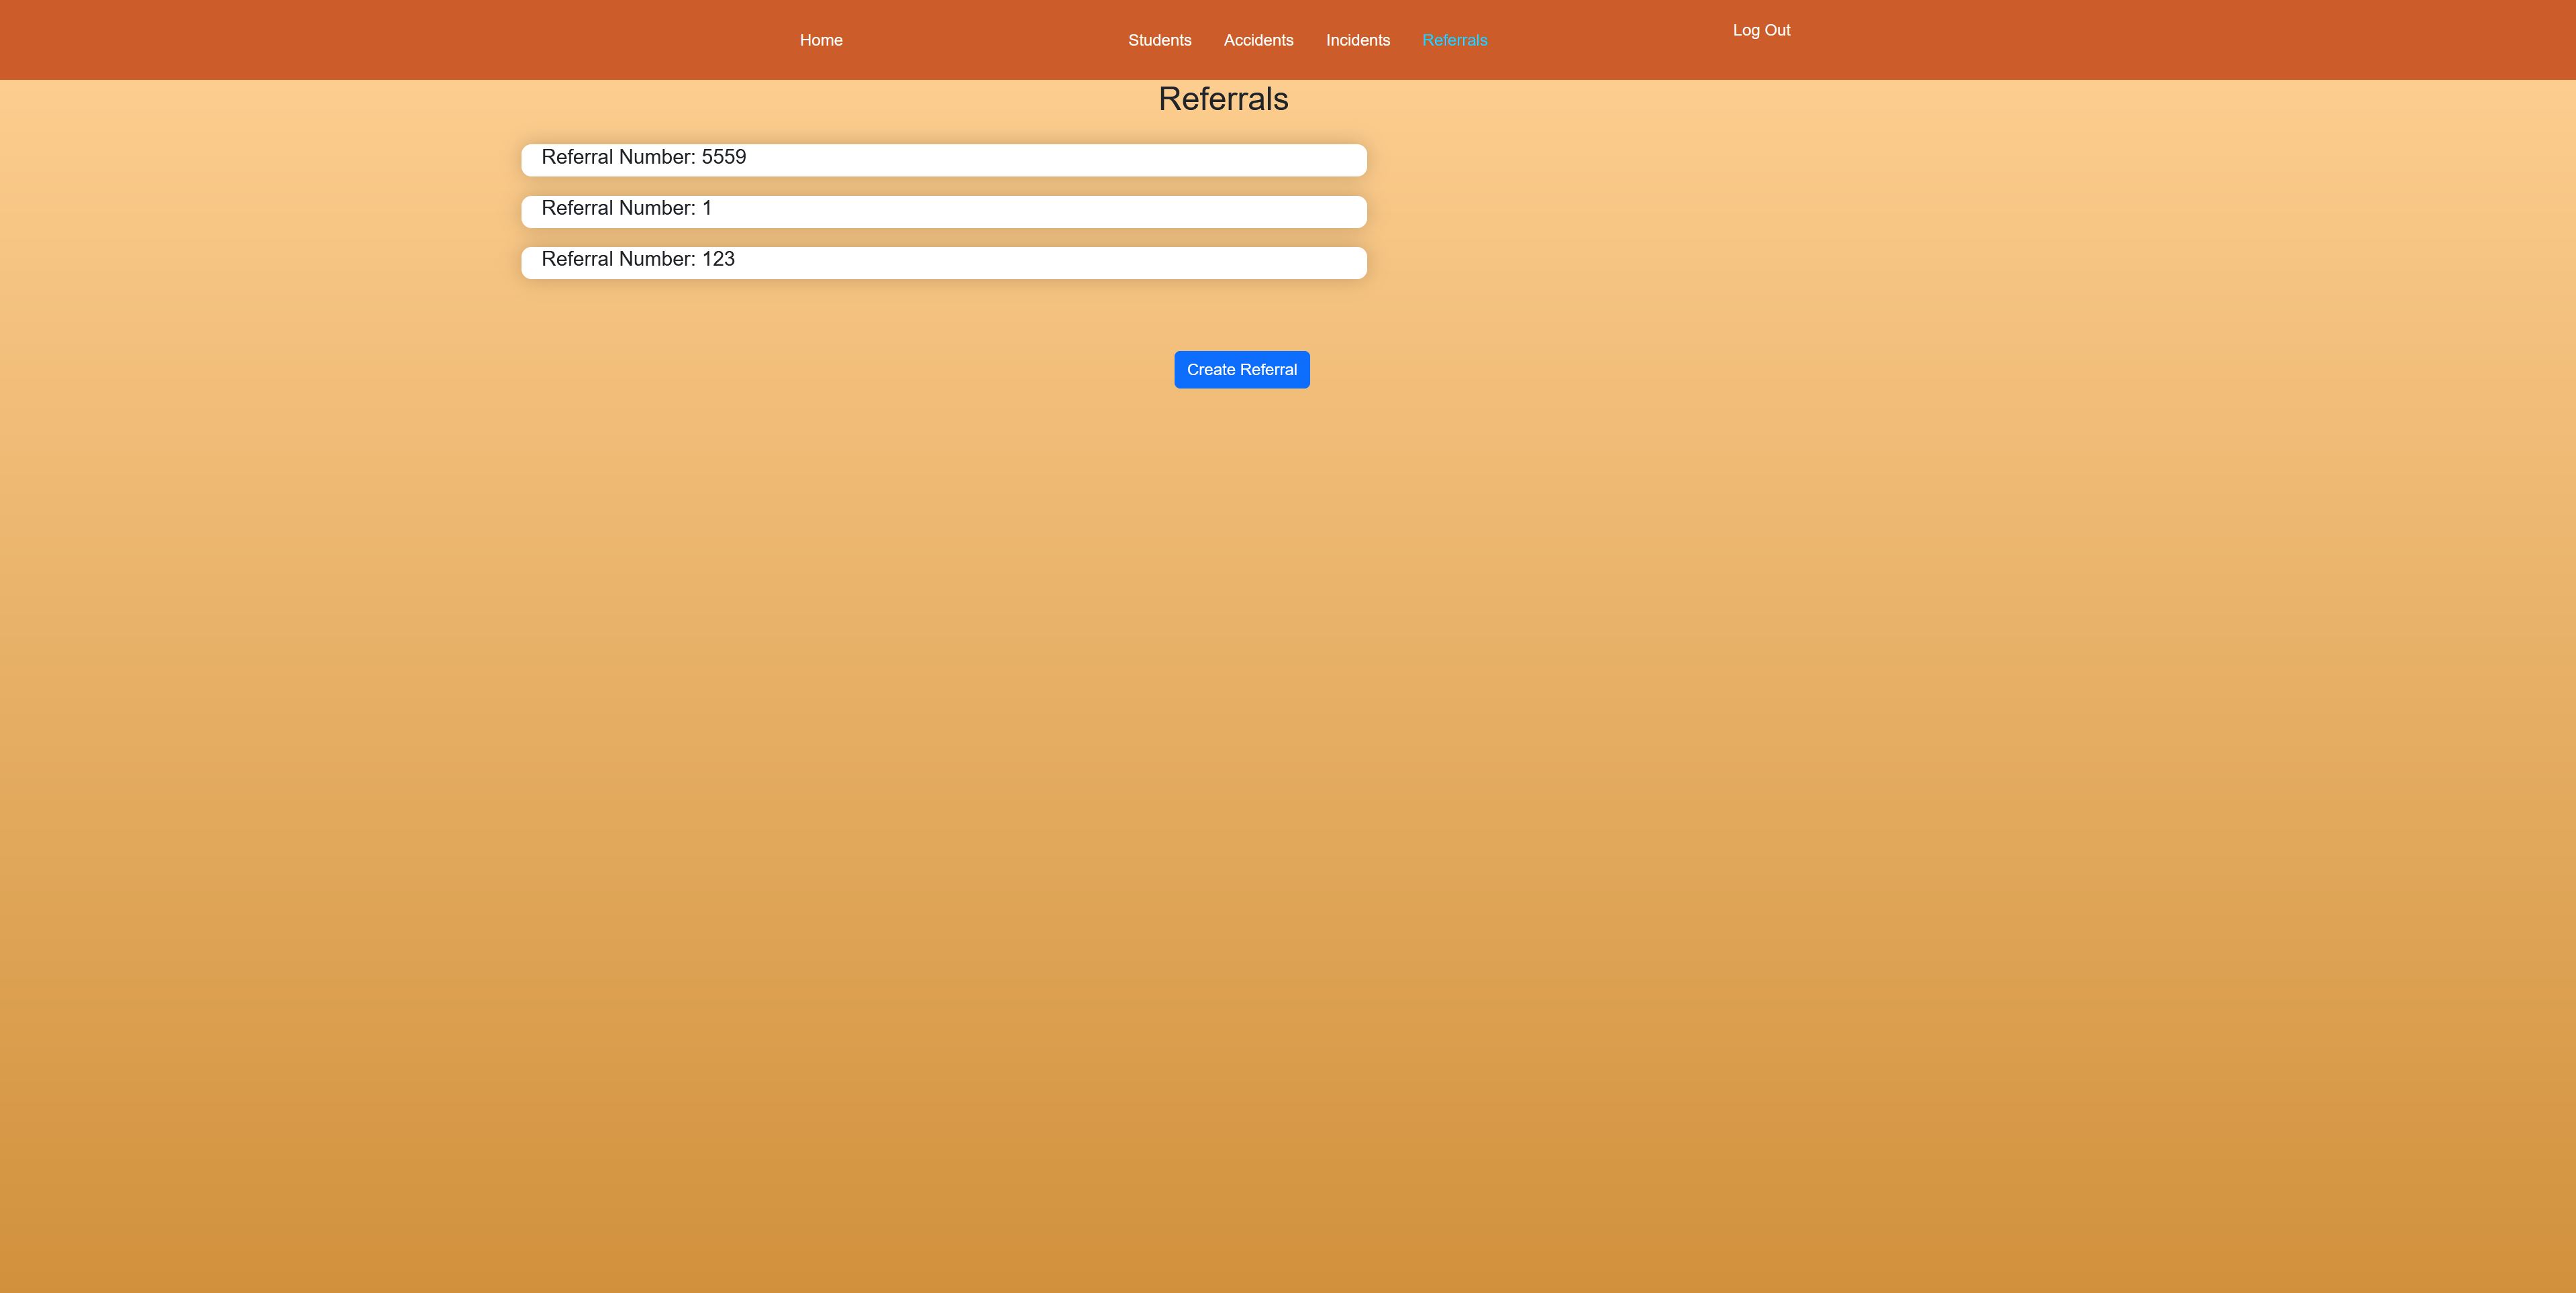 Home Students Accidents Incidents Referrals Log Out
Referrals
Referral Number: 5559
Referral Number: 1
Referral Number: 123
Create Referral